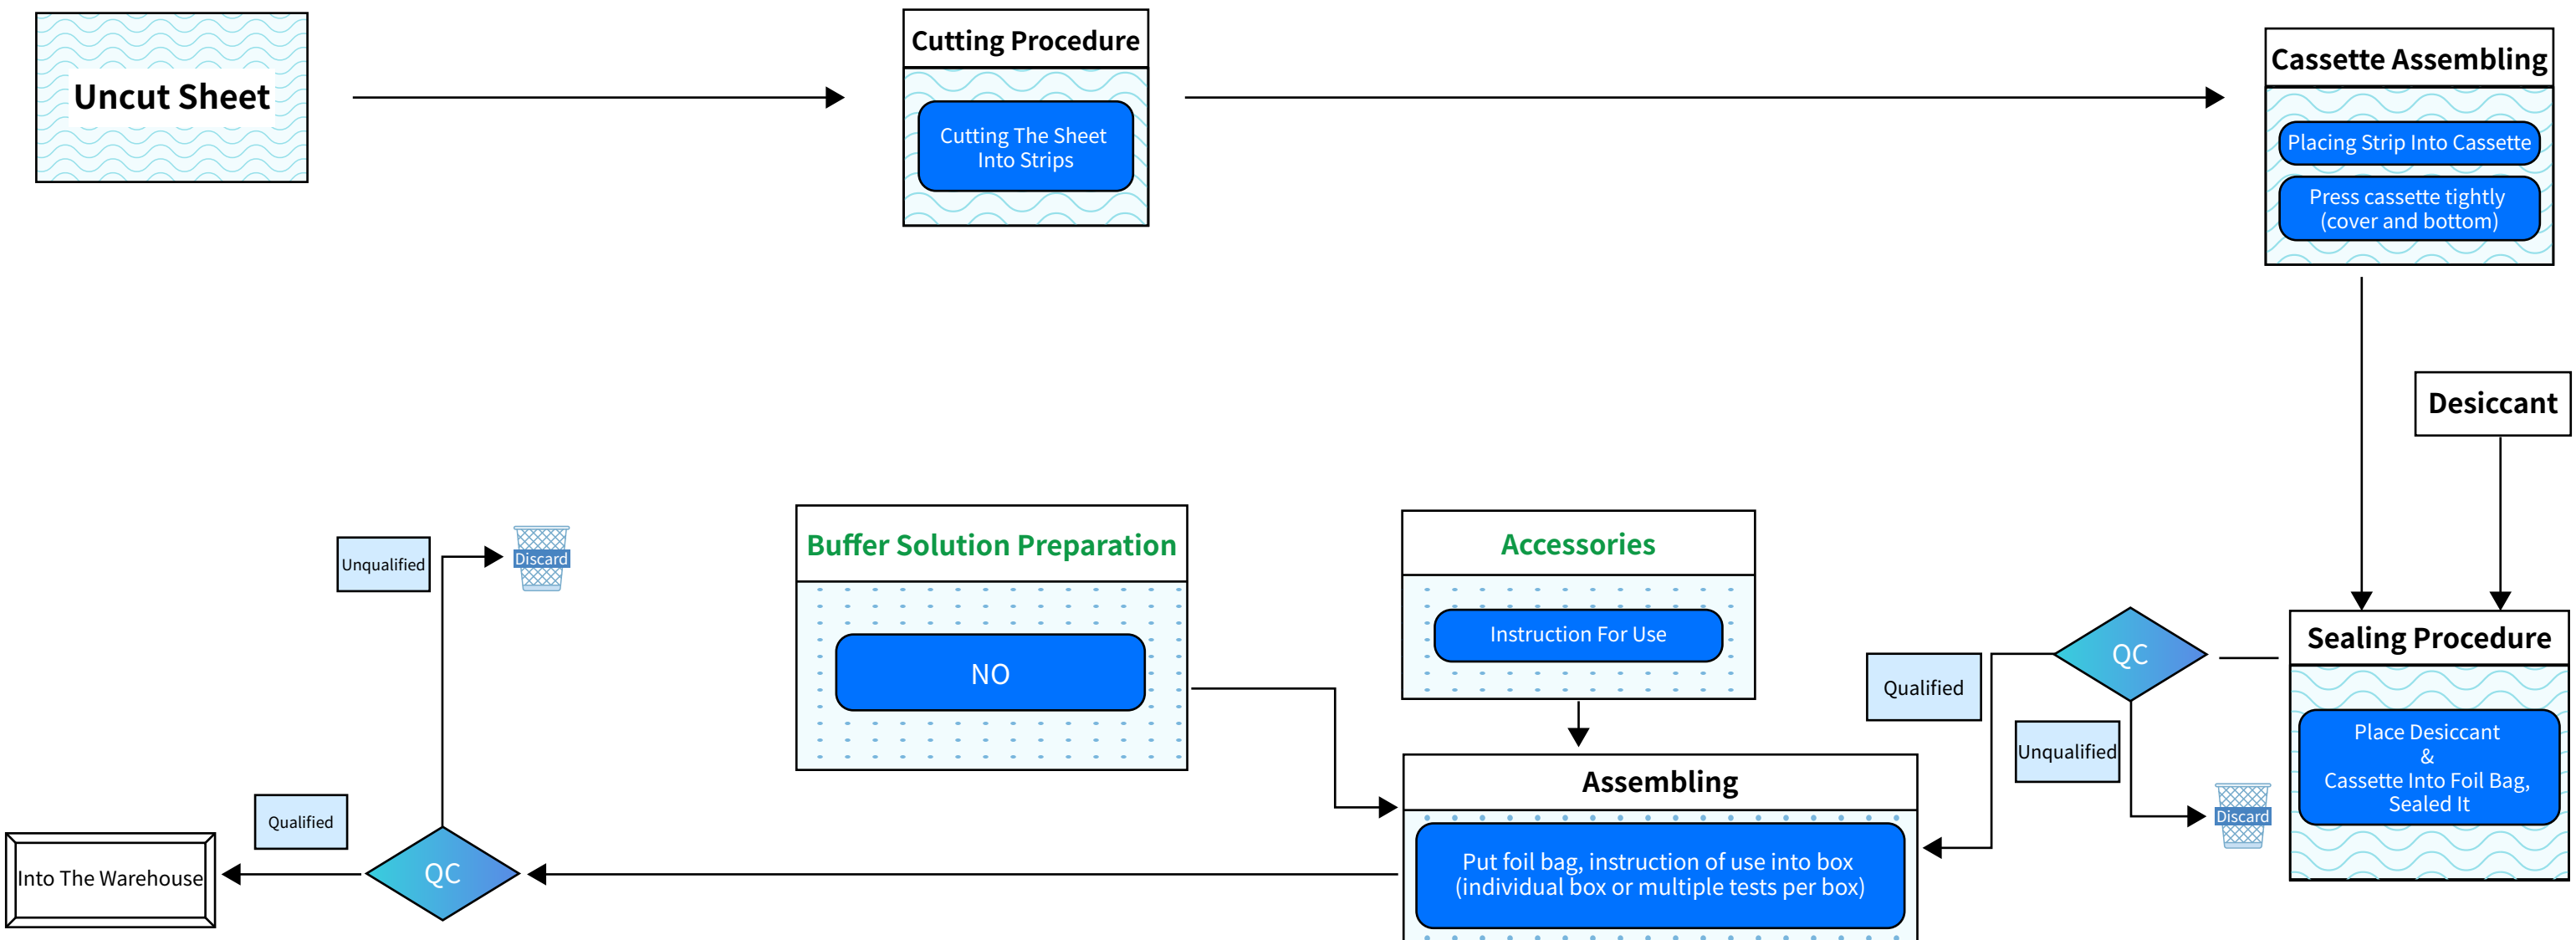 Uncut Sheet
Cutting Procedure
Cutting The Sheet
Into Strips
Cassette Assembling
Placing Strip Into Cassette
Press cassette tightly
(cover and bottom)
Desiccant
Sealing Procedure
Place Desiccant
&
Cassette Into Foil Bag,
Sealed It
QC
Qualified
Unqualified
Discard
Accessories
Instruction For Use
Buffer Solution Preparation
NO
Assembling
Put foil bag, instruction of use into box
(individual box or multiple tests per box)
QC
Unqualified
Discard
Qualified
Into The Warehouse